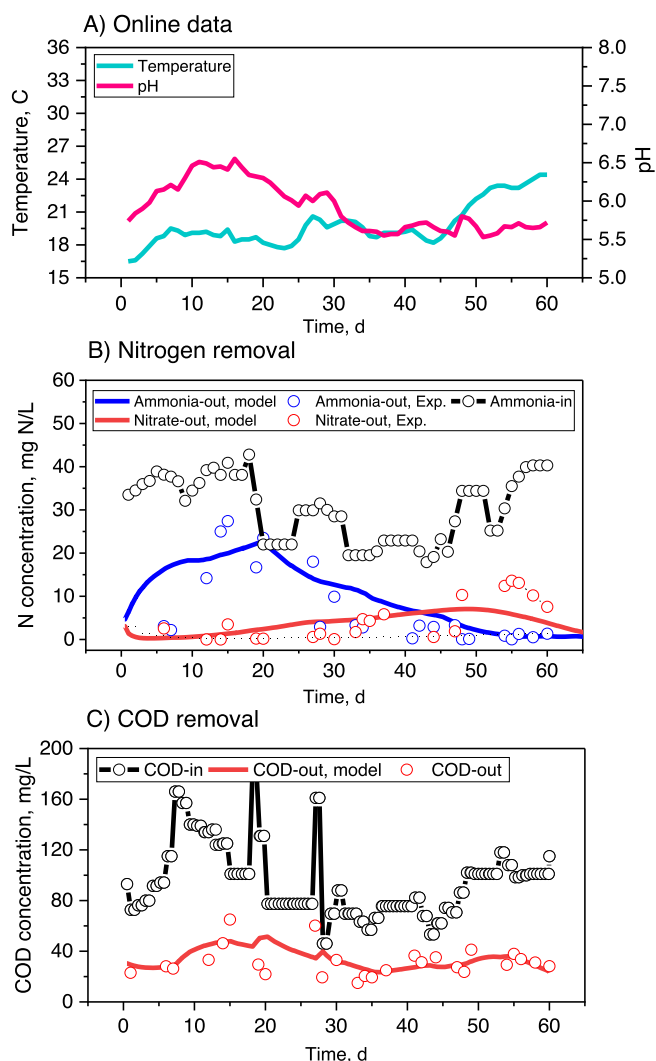 A) Online data
36
33
30
27
24
21
18
15
Temperature, C
Temperature
pH
8.0
7.5
7.0
6.5
6.0
5.5
5.0
pH
0 10 20 30 40 50 60
Time, d
B) Nitrogen removal
60
50
40
30
20
10
0
N concentration, mg N/L
Ammonia-out, model Ammonia-out, Exp. Ammonia-in
Nitrate-out, model Nitrate-out, Exp.
0 10 20 30 40 50 60
Time, d
C) COD removal
200
160
120
80
40
0
COD concentration, mg/L
COD-in COD-out, model COD-out
0 10 20 30 40 50 60
Time, d